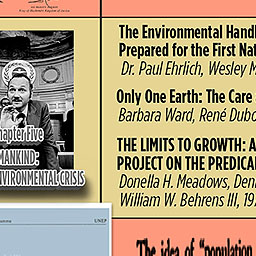 The Environmental Hand
Prepared for the First Nat
Dr. Paul Ehrlich, Wesley M
Only One Earth: The Care
Barbara Ward, René Dubo
THE LIMITS TO GROWTH: A
PROJECT ON THE PREDICA
Donella H. Meadows, Den
William W. Behrens III, 19
hapter Five
MANKIND:
NVIRONMENTAL CRISIS
UNEP
The idea of "population